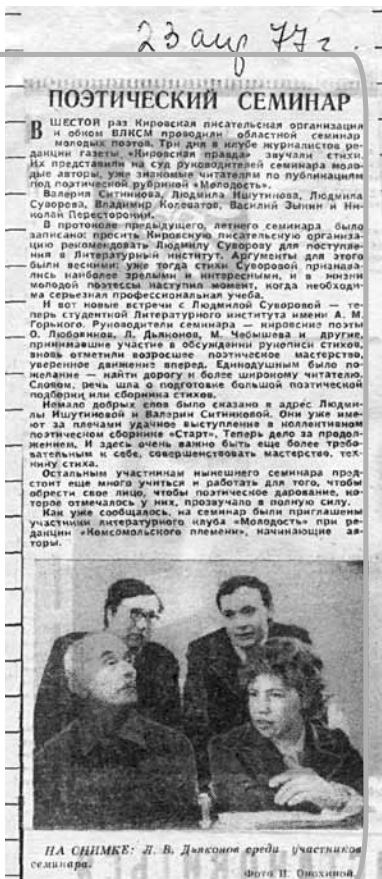 23 апр 77 г.
ПОЭТИЧЕСКИЙ СЕМИНАР
В ШЕСТОЙ раз Кировская писательская организация
и обком ВЛКСМ проводили областной семинар
молодых поэтов. Три дня в клубе журналистов ре-
дакции газеты «Кировская правда» звучали стихи.
Их представили на суд руководителей семинара моло-
дые авторы, уже знакомые читателям по публикациям
под поэтической рубрикой «Молодость».
Валерия Ситникова, Людмила Ишутинова, Людмила
Суворова, Владимир Колеватов, Василий Зыкин и Ни-
колай Пересторонин.
В протоколе предыдущего, летнего семинара было
записано: просить Кировскую писательскую организа-
цию рекомендовать Людмилу Суворову для поступле-
ния в Литературный институт. Аргументы для этого
были вескими: уже тогда стихи Суворовой признава-
лись наиболее зрелыми и интересными, и в жизни
молодой поэтессы наступил момент, когда необходи-
ма серьезная профессиональная учеба.
И вот новые встречи с Людмилой Суворовой — те-
перь студенткой Литературного института имени А. М.
Горького. Руководители семинара — кировские поэты
О. Любовиков, Л. Дьяконов, М. Чебышева и другие,
принимавшие участие в обсуждении рукописи стихов,
вновь отметили возросшее поэтическое мастерство,
уверенное движение вперед. Единодушным было по-
желание — найти дорогу к более широкому читателю.
Словом, речь шла о подготовке большой поэтической
подборки или сборника стихов.
Немало добрых слов было сказано в адрес Людми-
лы Ишутиновой и Валерии Ситниковой. Они уже име-
ют за плечами удачное выступление в коллективном
поэтическом сборнике «Старт». Теперь дело за продол-
жением. И здесь очень важно быть еще более требо-
вательным к себе, совершенствовать мастерство, тех-
нику стиха.
Остальным участникам нынешнего семинара пред-
стоит еще много учиться и работать для того, чтобы
обрести свое лицо, чтобы поэтическое дарование, ко-
торое отмечалось у них, прозвучало в полную силу.
Как уже сообщалось, на семинар были приглашены
участники литературного клуба «Молодость» при ре-
дакции «Комсомольского племени», начинающие ав-
торы.
НА СНИМКЕ: Л. В. Дьяконов среди участников
семинара.
Фото Н. Онохиной.